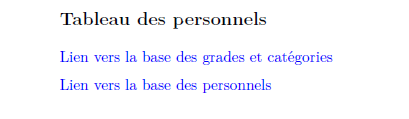 Tableau des personnels
Lien vers la base des grades et catégories
Lien vers la base des personnels